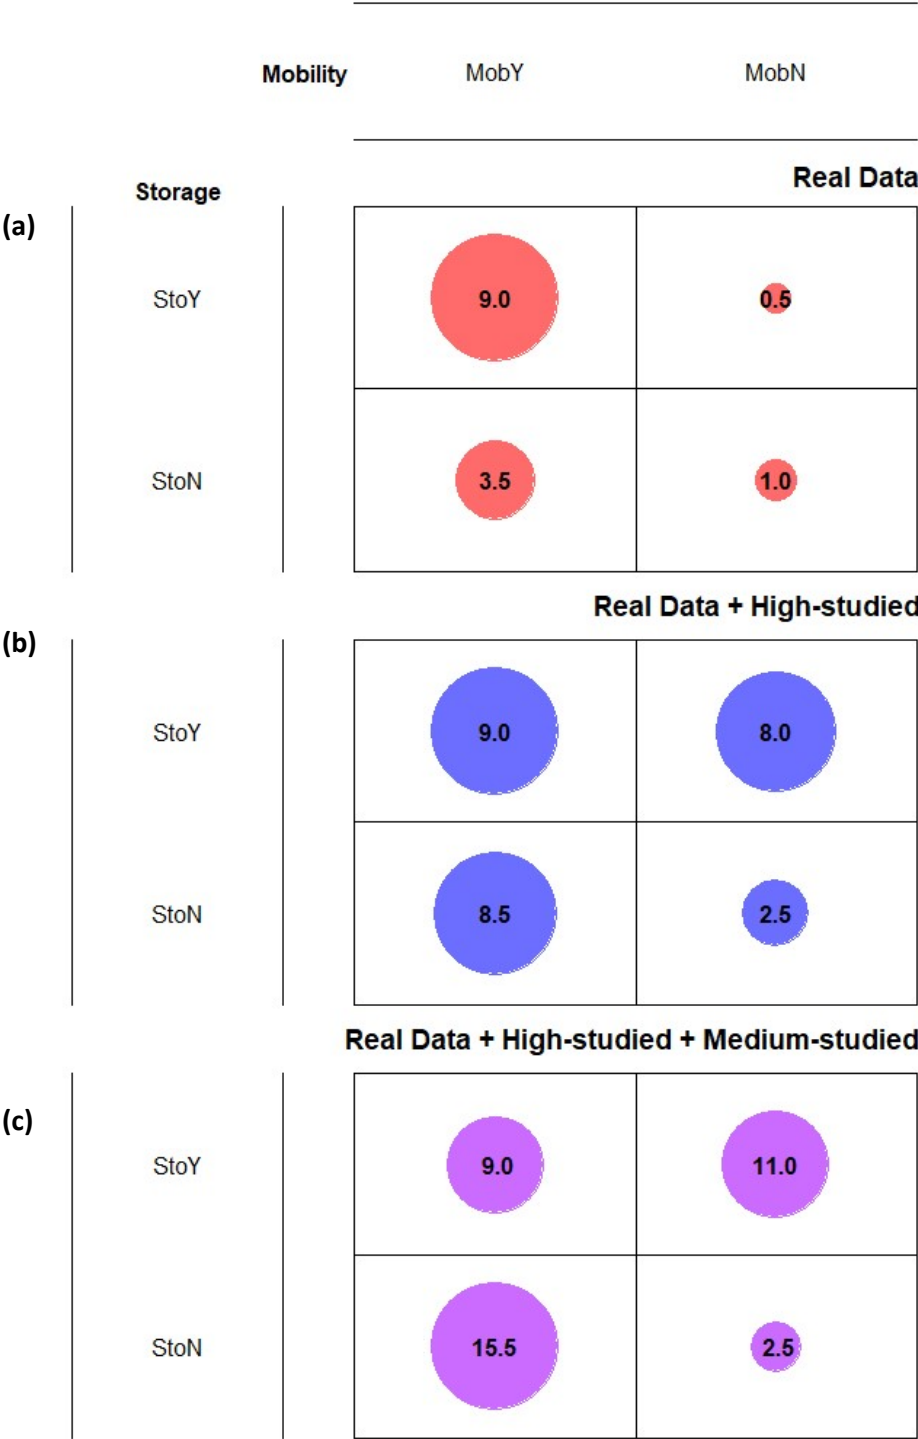 Mobility MobY MobN
Real Data
Storage
(a)
StoY 9.0 0.5
StoN 3.5 1.0
Real Data + High-studied
(b)
StoY 9.0 8.0
StoN 8.5 2.5
Real Data + High-studied + Medium-studied
(c)
StoY 9.0 11.0
StoN 15.5 2.5